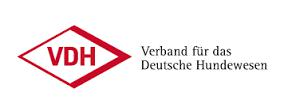 VDH
Verband für das
Deutsche Hundewesen